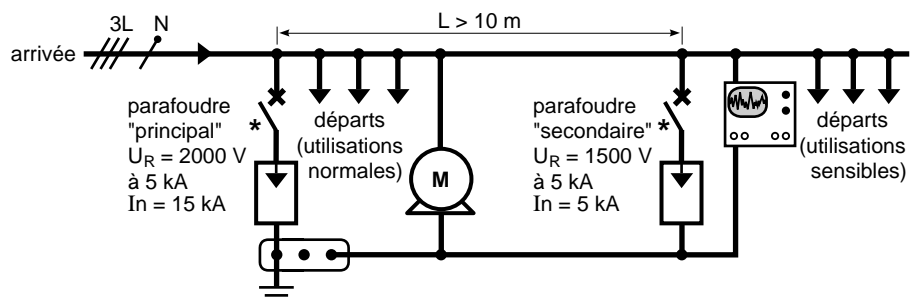 L > 10 m
3L N
arrivée
parafoudre
"principal"
U_R = 2000 V
à 5 kA
In = 15 kA
*
départs
(utilisations
normales)
M
parafoudre
"secondaire"
U_R = 1500 V
à 5 kA
In = 5 kA
*
départs
(utilisations
sensibles)